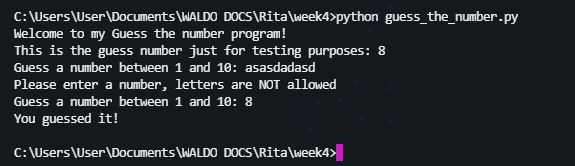 C:\Users\User\Documents\WALDO DOCS\Rita\week4>python guess_the_number.py
Welcome to my Guess the number program!
This is the guess number just for testing purposes: 8
Guess a number between 1 and 10: asasdadasd
Please enter a number, letters are NOT allowed
Guess a number between 1 and 10: 8
You guessed it!
C:\Users\User\Documents\WALDO DOCS\Rita\week4>